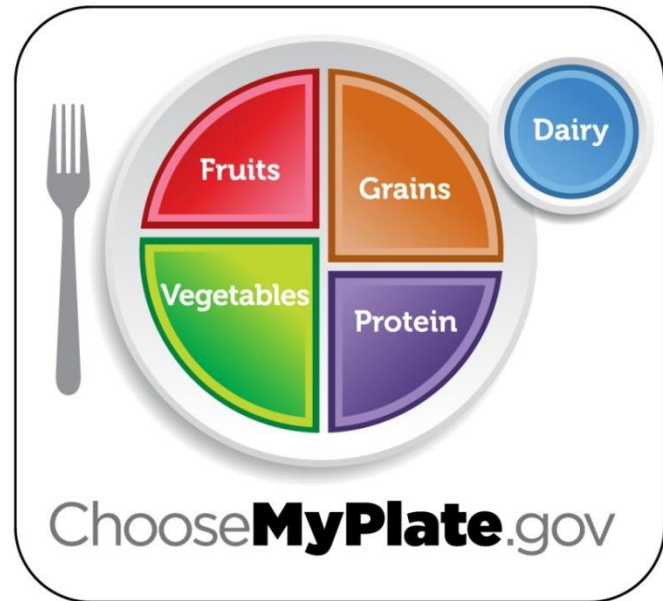 Fruits
Grains
Dairy
Vegetables
Protein
ChooseMyPlate.gov